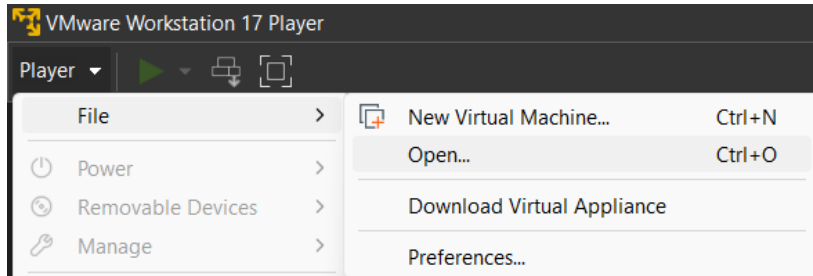 VMware Workstation 17 Player
Player
File
New Virtual Machine... Ctrl+N
Open... Ctrl+O
Power
Download Virtual Appliance
Removable Devices
Manage
Preferences...